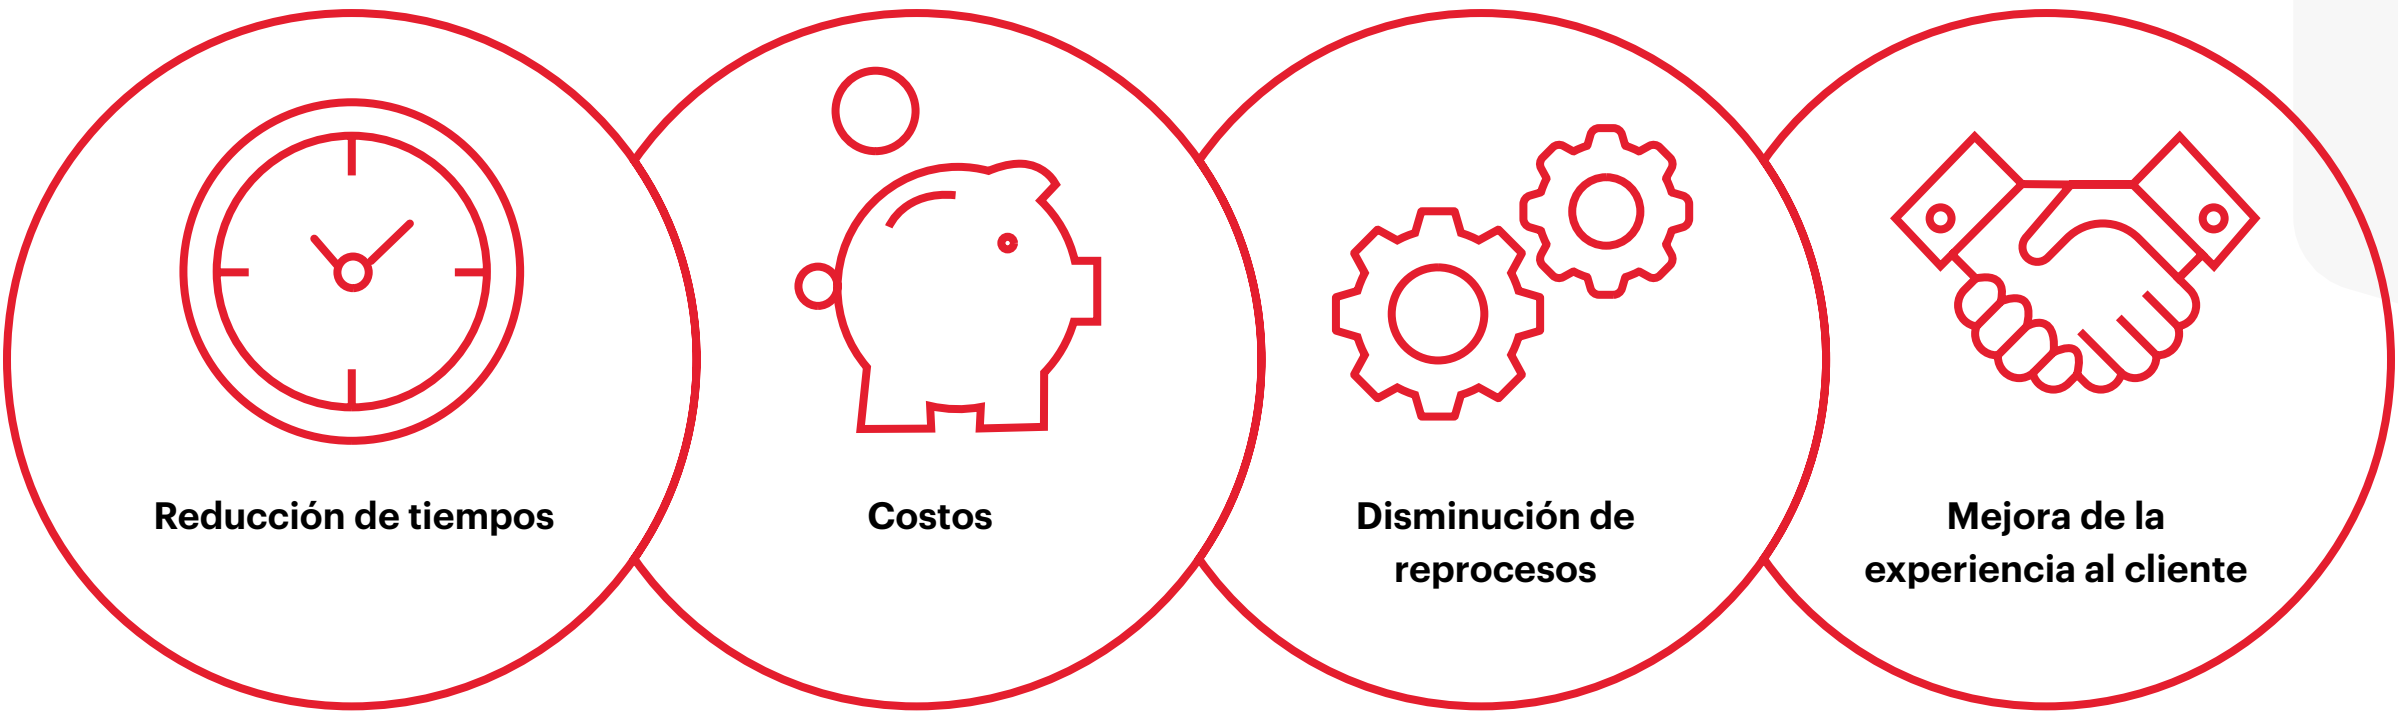 Reducción de tiempos
Costos
Disminución de
reprocesos
Mejora de la
experiencia al cliente